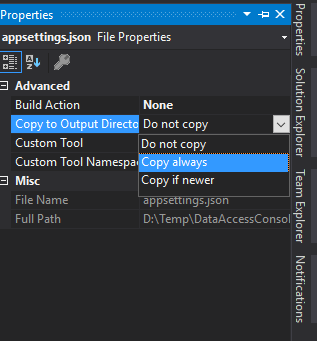 Properties
appsettings.json File Properties
Advanced
Build Action None
Copy to Output Directo Do not copy
Do not copy
Custom Tool
Copy always
Custom Tool Namespac
Copy if newer
Misc
File Name appsettings.json
Full Path D:\Temp\DataAccessConsol
Properties
Solution Explorer
Team Explorer
Notifications